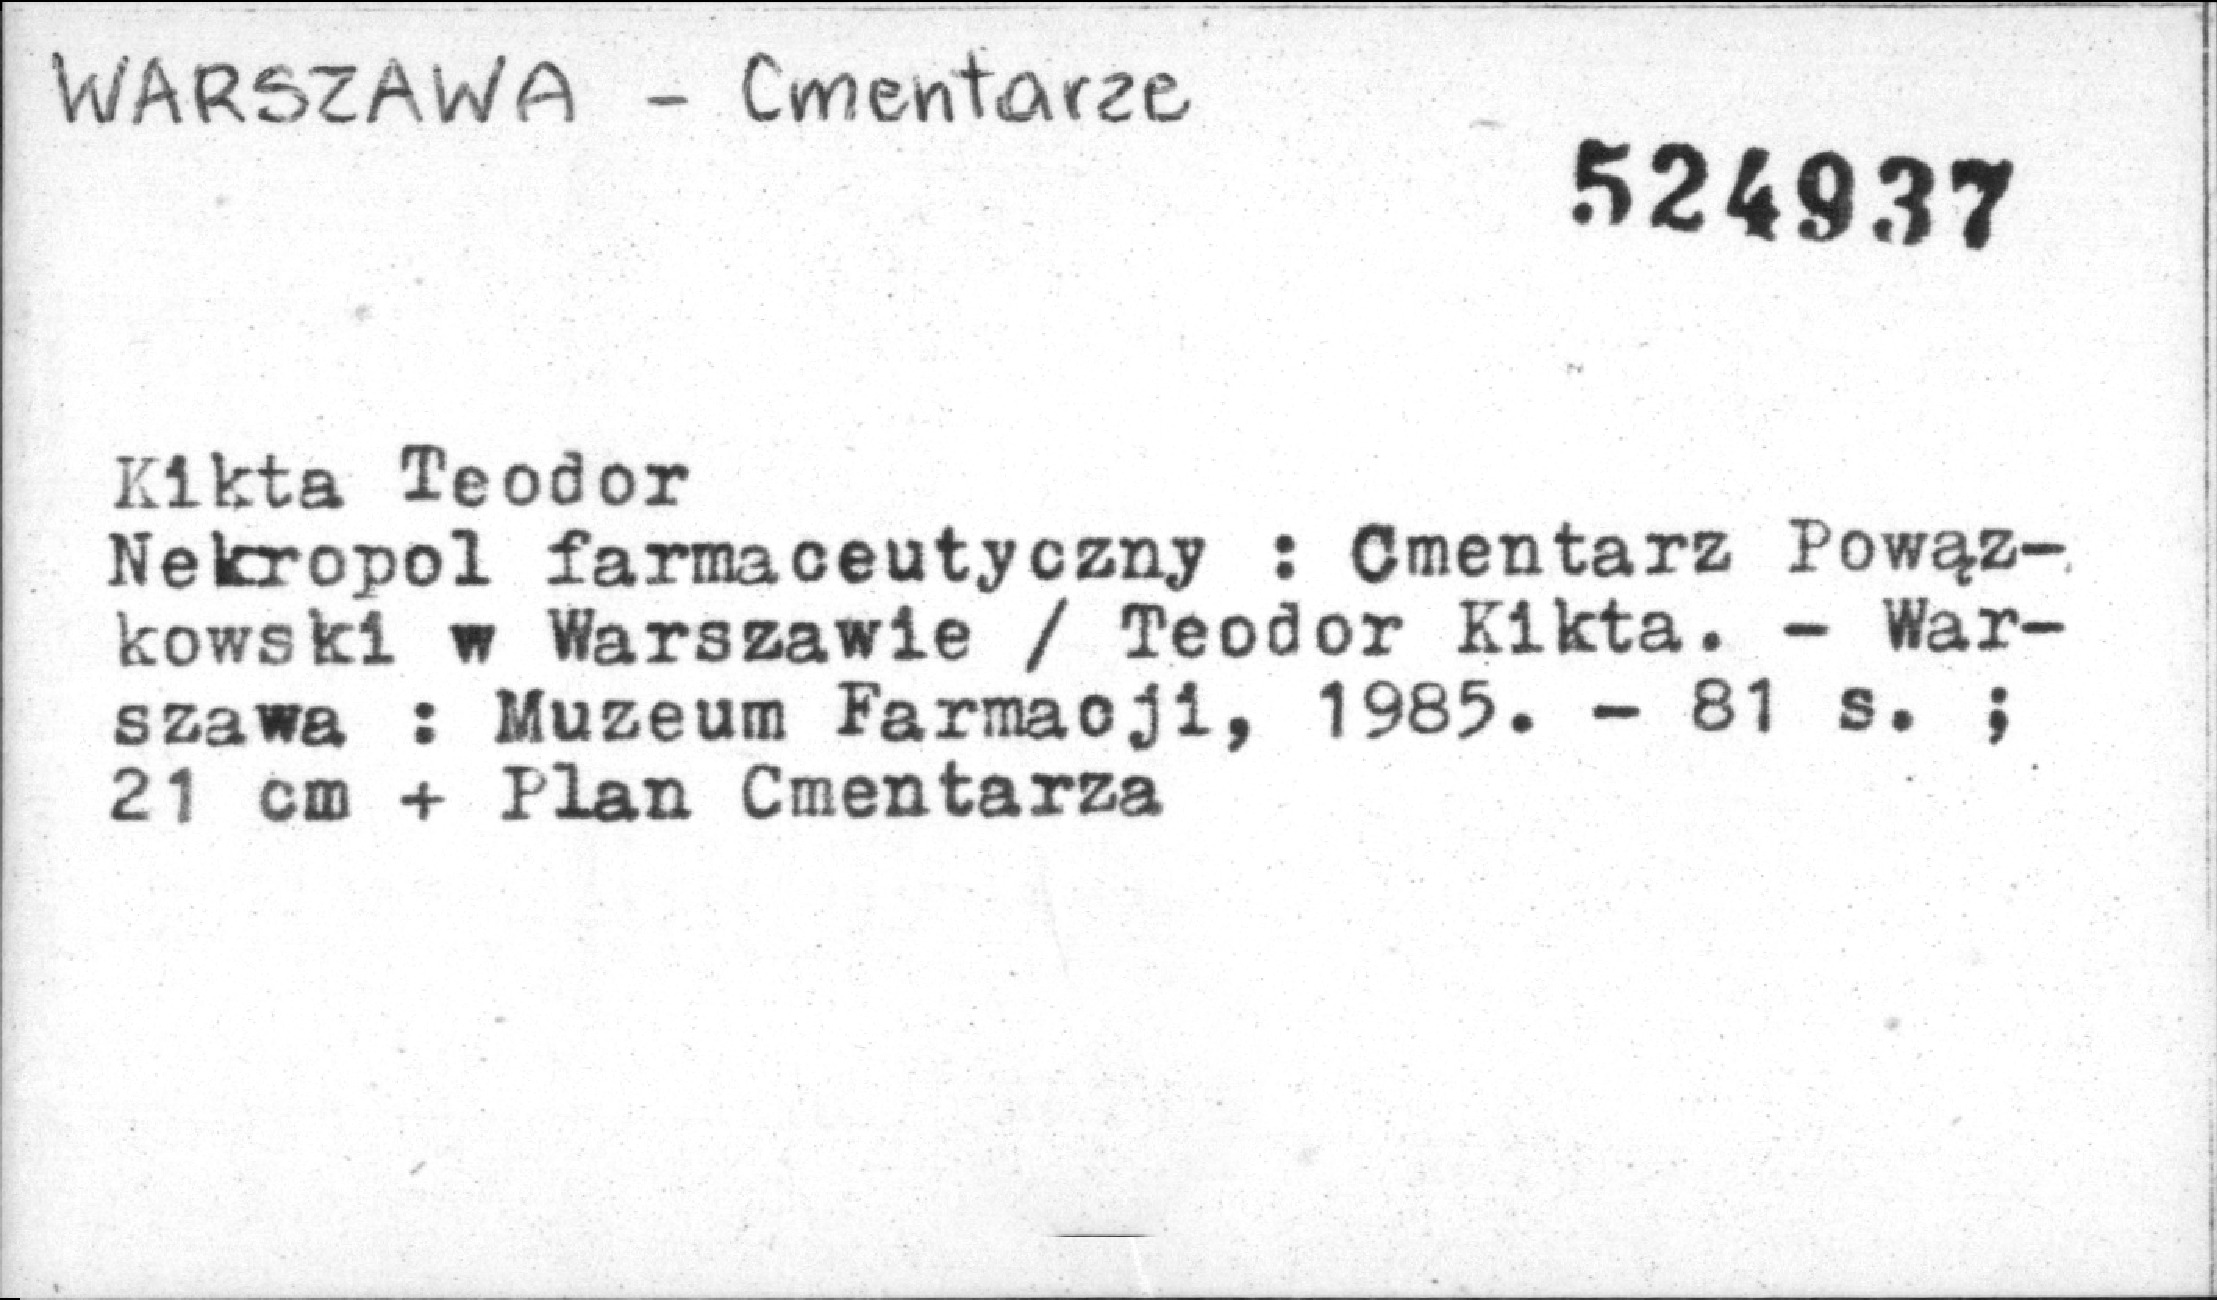 WARSZAWA - Cmentarze
524937
Kikta Teodor
Nekropol farmaceutyczny : Cmentarz Powąz-
kowski w Warszawie / Teodor Kikta. - War-
szawa : Muzeum Farmacji, 1985. - 81 s. ;
21 cm + Plan Cmentarza